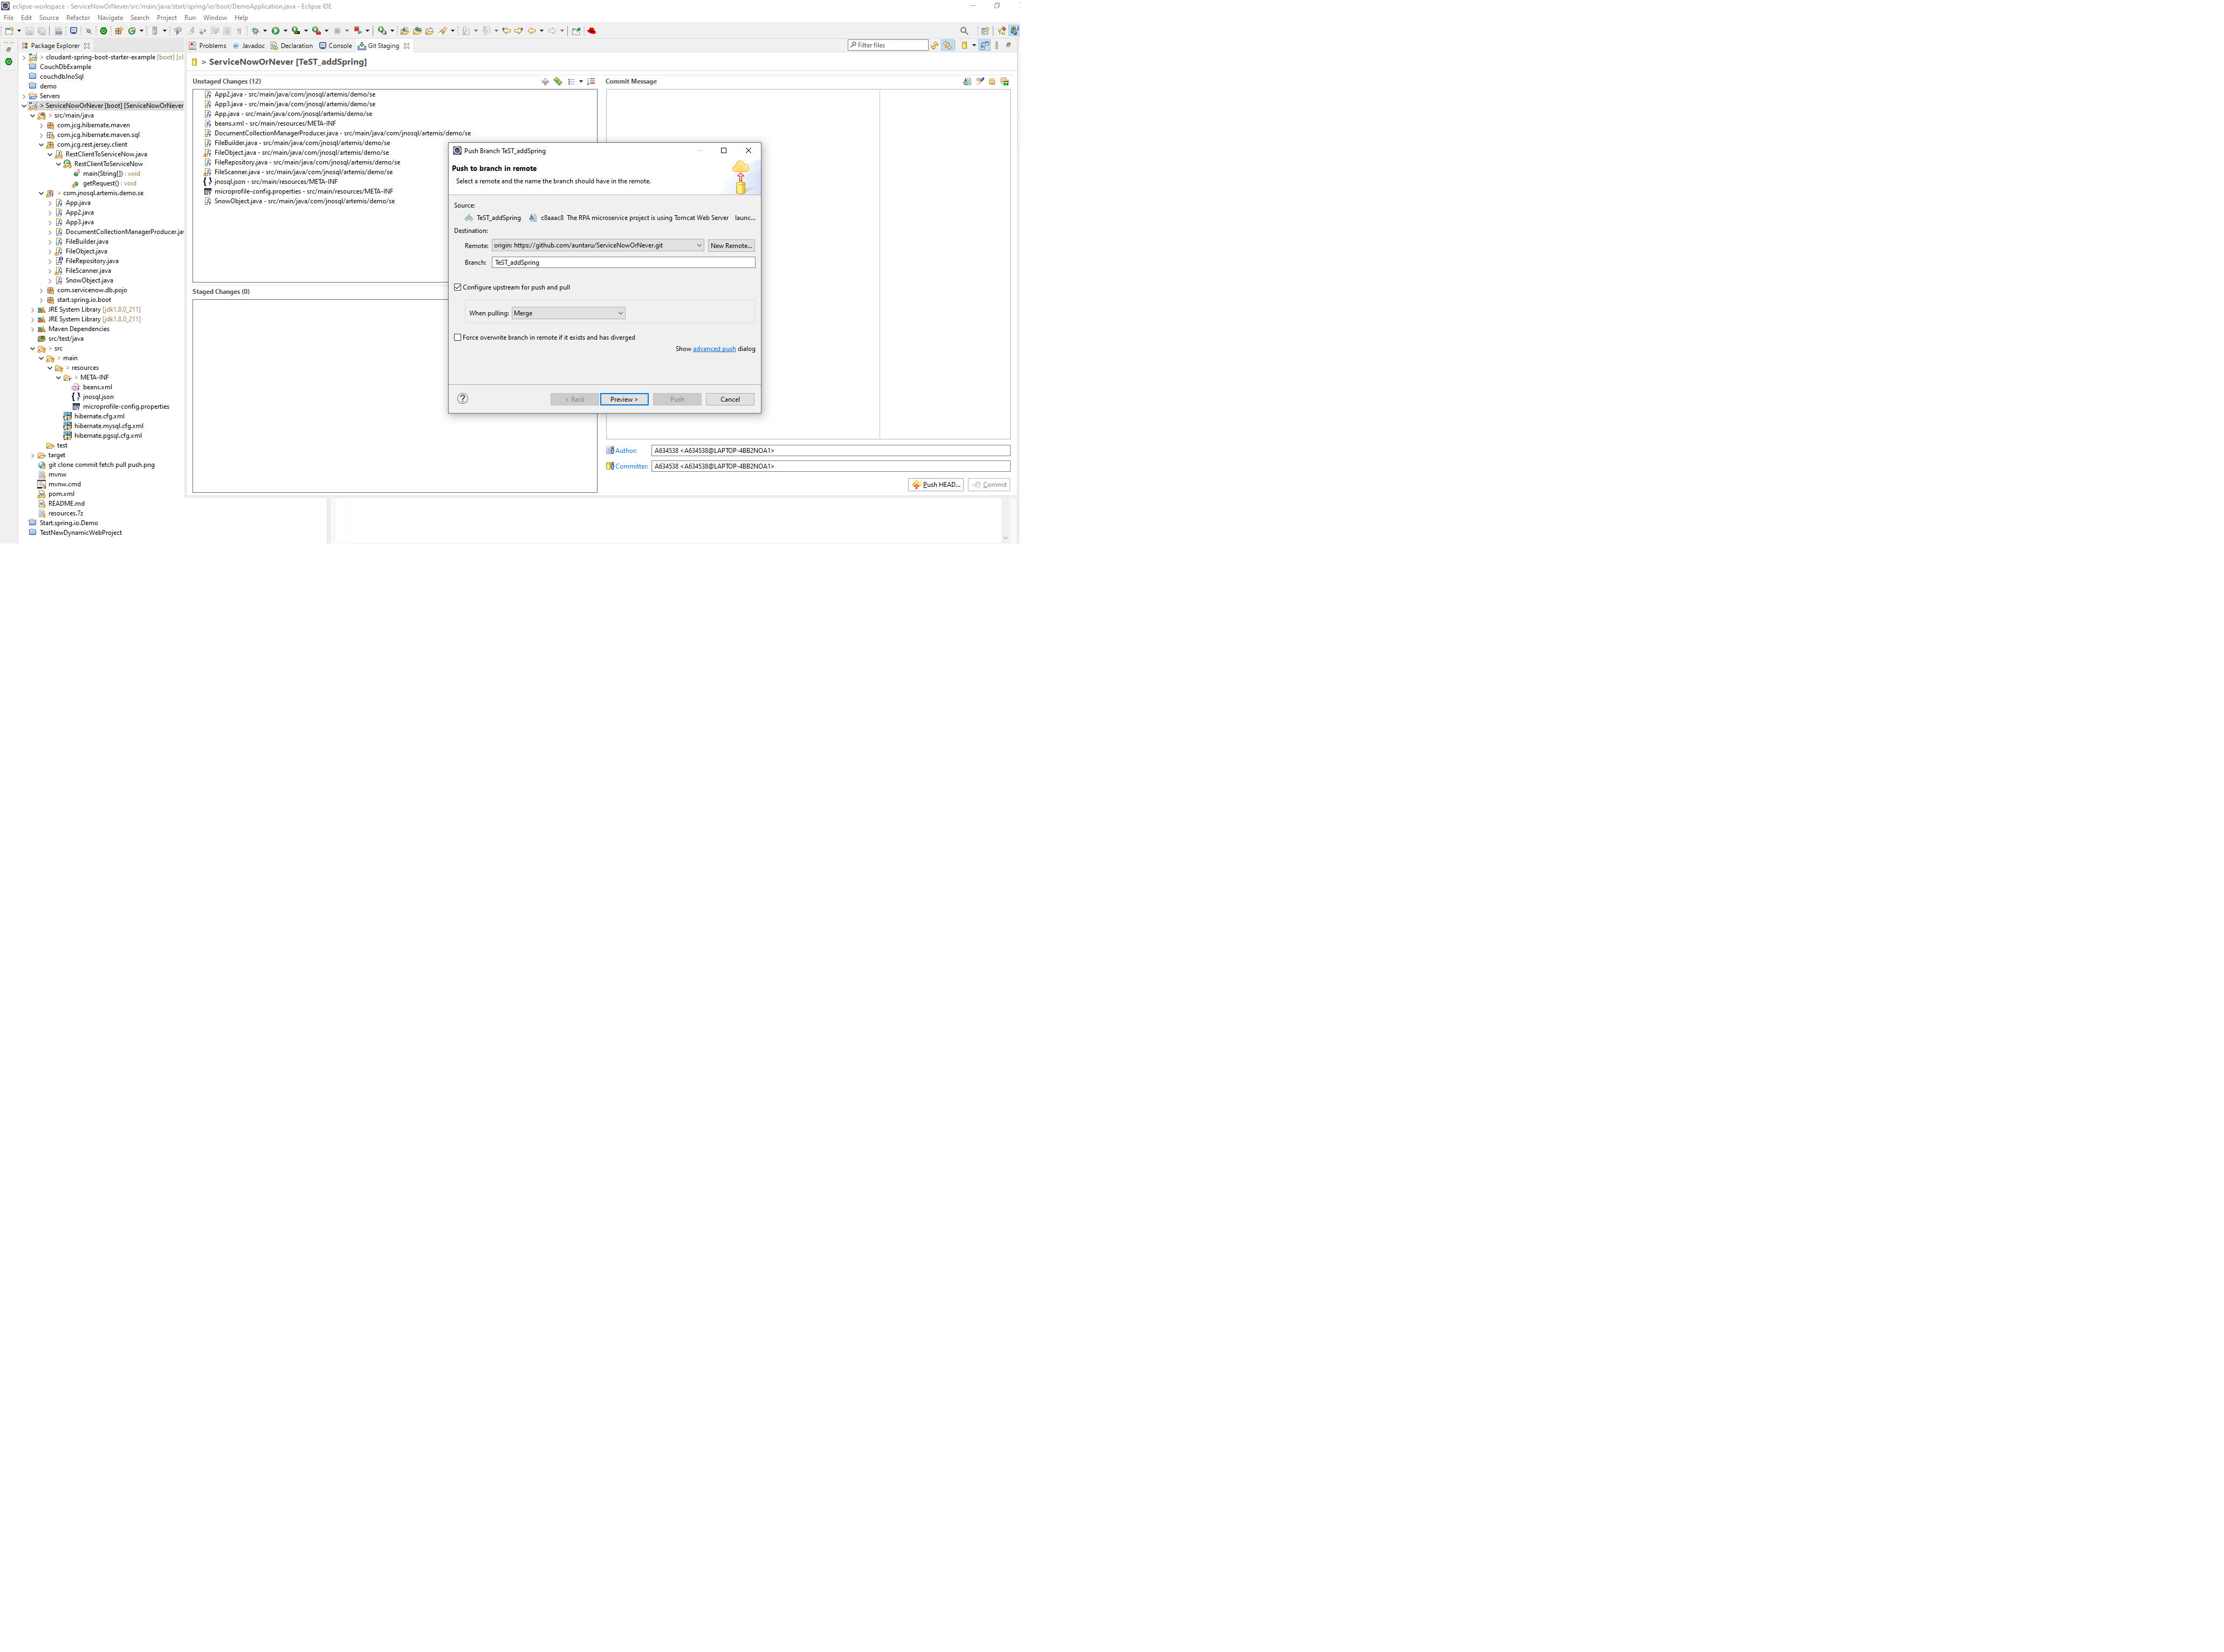 eclipse-workspace - ServiceNowOrNever/src/main/java/start/spring/io/boot/DemoApplication.java - Eclipse IDE
File Edit Source Refactor Navigate Search Project Run Window Help
Package Explorer
> cloudant-spring-boot-starter-example [boot] [cl
CouchDbExample
couchdbJnoSql
demo
Servers
> ServiceNowOrNever [boot] [ServiceNowOrNever
> src/main/java
com.jcg.hibernate.maven
com.jcg.hibernate.maven.sql
com.jcg.rest.jersey.client
RestClientToServiceNow.java
RestClientToServiceNow
main(String[]) : void
getRequest() : void
> com.jnosql.artemis.demo.se
App.java
App2.java
App3.java
DocumentCollectionManagerProducer.jav
FileBuilder.java
FileObject.java
FileRepository.java
FileScanner.java
SnowObject.java
com.servicenow.db.pojo
start.spring.io.boot
JRE System Library [jdk1.8.0_211]
JRE System Library [jdk1.8.0_211]
Maven Dependencies
src/test/java
> src
> main
> resources
> META-INF
beans.xml
jnosql.json
microprofile-config.properties
hibernate.cfg.xml
hibernate.mysql.cfg.xml
hibernate.pgsql.cfg.xml
test
target
git clone commit fetch pull push.png
mvnw
mvnw.cmd
pom.xml
README.md
resources.7z
Start.spring.io.Demo
TestNewDynamicWebProject
Problems Javadoc Declaration Console Git Staging
Filter files
> ServiceNowOrNever [TeST_addSpring]
Unstaged Changes (12)
App2.java - src/main/java/com/jnosql/artemis/demo/se
App3.java - src/main/java/com/jnosql/artemis/demo/se
App.java - src/main/java/com/jnosql/artemis/demo/se
beans.xml - src/main/resources/META-INF
DocumentCollectionManagerProducer.java - src/main/java/com/jnosql/artemis/demo/se
FileBuilder.java - src/main/java/com/jnosql/artemis/demo/se
FileObject.java - src/main/java/com/jnosql/artemis/demo/se
FileRepository.java - src/main/java/com/jnosql/artemis/demo/se
FileScanner.java - src/main/java/com/jnosql/artemis/demo/se
jnosql.json - src/main/resources/META-INF
microprofile-config.properties - src/main/resources/META-INF
SnowObject.java - src/main/java/com/jnosql/artemis/demo/se
Staged Changes (0)
Commit Message
Push Branch TeST_addSpring
Push to branch in remote
Select a remote and the name the branch should have in the remote.
Source:
TeST_addSpring c8aaac8 The RPA microservice project is using Tomcat Web Server launc...
Destination:
Remote: origin: https://github.com/auntaru/ServiceNowOrNever.git New Remote...
Branch: TeST_addSpring
Configure upstream for push and pull
When pulling: Merge
Force overwrite branch in remote if it exists and has diverged
Show advanced push dialog
< Back Preview > Push Cancel
Author: A634538 <A634538@LAPTOP-4BB2NOA1>
Committer: A634538 <A634538@LAPTOP-4BB2NOA1>
Push HEAD... Commit